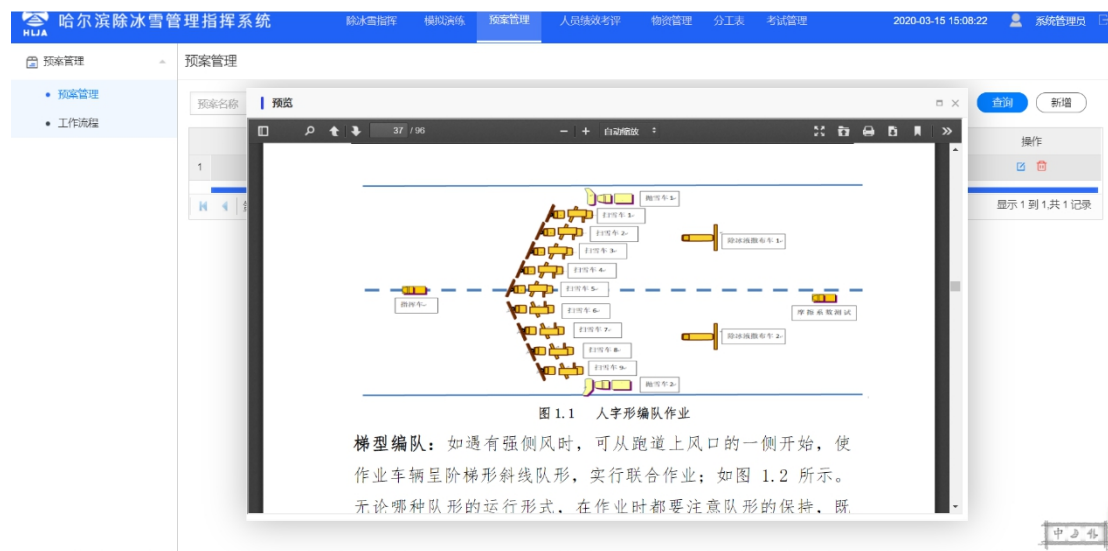 哈尔滨除冰雪管理指挥系统
HLJA
除冰雪指挥 模拟演练 预案管理 人员绩效考评 物资管理 分工表 考试管理
2020-03-15 15:08:22 系统管理员
预案管理
预案管理
工作流程
预案管理
预案名称
查询 新增
预览
37 / 96
自动缩放
操作
1
显示 1 到 1,共 1 记录
抛雪车 1
扫雪车 1
扫雪车 2
扫雪车 3
扫雪车 4
扫雪车 5
扫雪车 6
扫雪车 7
扫雪车 8
扫雪车 9
抛雪车 2
除冰液撒布车 1
除冰液撒布车 2
指挥车
摩擦系数测试
图 1.1 人字形编队作业
梯型编队：如遇有强侧风时，可从跑道上风口的一侧开始，使
作业车辆呈阶梯形斜线队形，实行联合作业；如图 1.2 所示。
无论哪种队形的运行形式，在作业时都要注意队形的保持，既
中